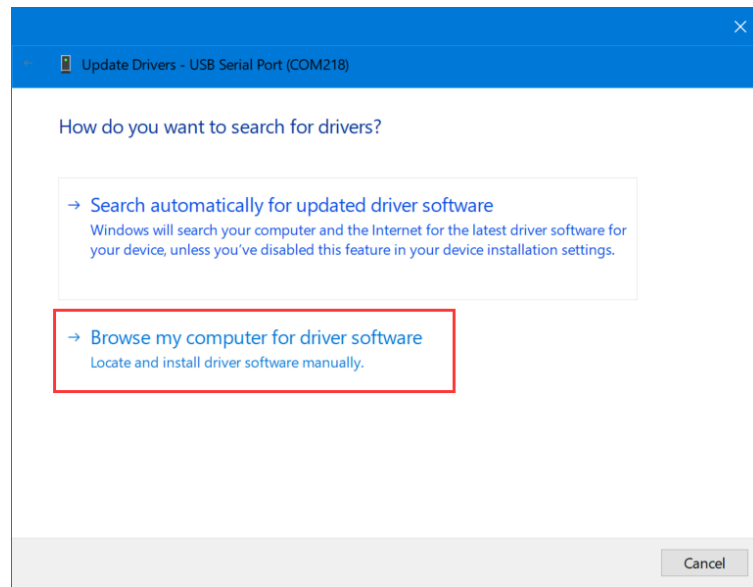 Update Drivers - USB Serial Port (COM218)
How do you want to search for drivers?
→ Search automatically for updated driver software
Windows will search your computer and the Internet for the latest driver software for
your device, unless you've disabled this feature in your device installation settings.
→ Browse my computer for driver software
Locate and install driver software manually.
Cancel